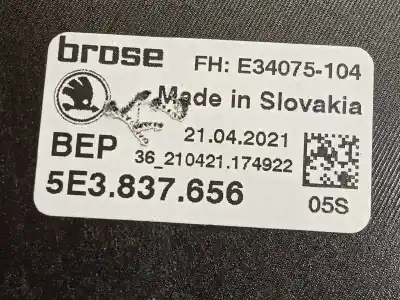 brose
FH: E34075-104
Made in Slovakia
BEP
21.04.2021
36_210421.174922
5E3.837.656
05S